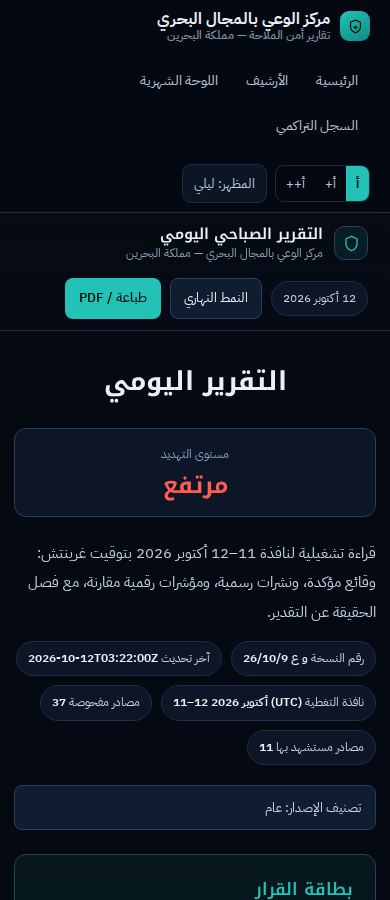 مركز الوعي بالمجال البحري
تقارير أمن الملاحة — مملكة البحرين
الرئيسية الأرشيف اللوحة الشهرية
السجل التراكمي
أ أ+ أ++ المظهر: ليلي
التقرير الصباحي اليومي
مركز الوعي بالمجال البحري — مملكة البحرين
12 أكتوبر 2026 النمط النهاري طباعة / PDF
التقرير اليومي
مستوى التهديد
مرتفع
قراءة تشغيلية لنافذة 11–12 أكتوبر 2026 بتوقيت غرينتش:
وقائع مؤكدة، ونشرات رسمية، ومؤشرات رقمية مقارنة، مع فصل
الحقيقة عن التقدير.
رقم النسخة و ع 26/10/9 آخر تحديث 2026-10-12T03:22:00Z
نافذة التغطية 11–12 أكتوبر 2026 (UTC) مصادر مفحوصة 37
مصادر مستشهد بها 11
تصنيف الإصدار: عام
بطاقة القرار